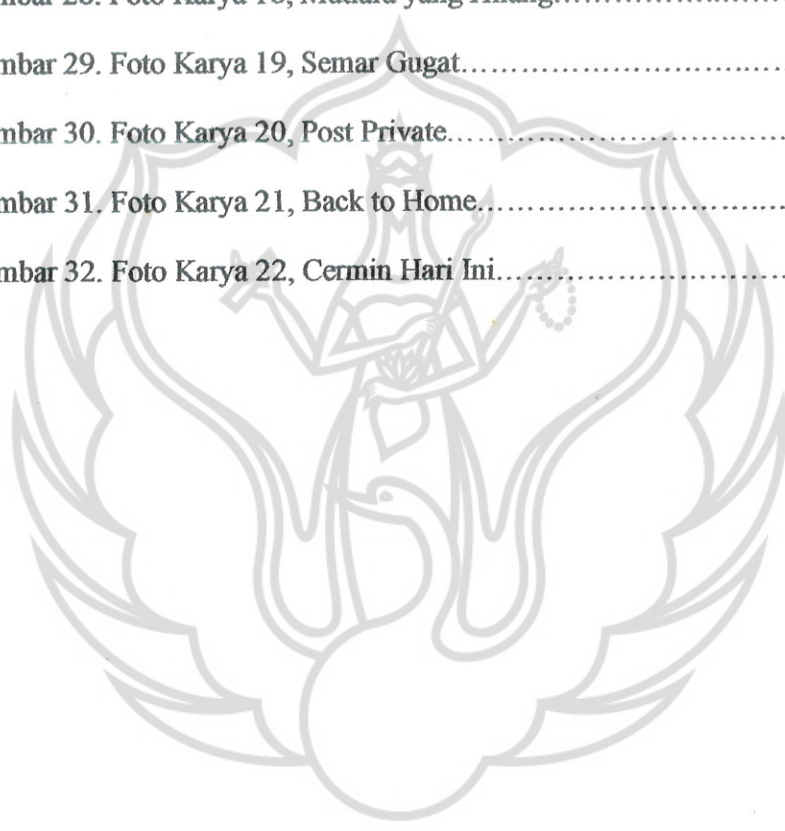 mbar 29. Foto Karya 19, Semar Gugat........................................
mbar 30. Foto Karya 20, Post Private........................................
mbar 31. Foto Karya 21, Back to Home........................................
mbar 32. Foto Karya 22, Cermin Hari Ini........................................